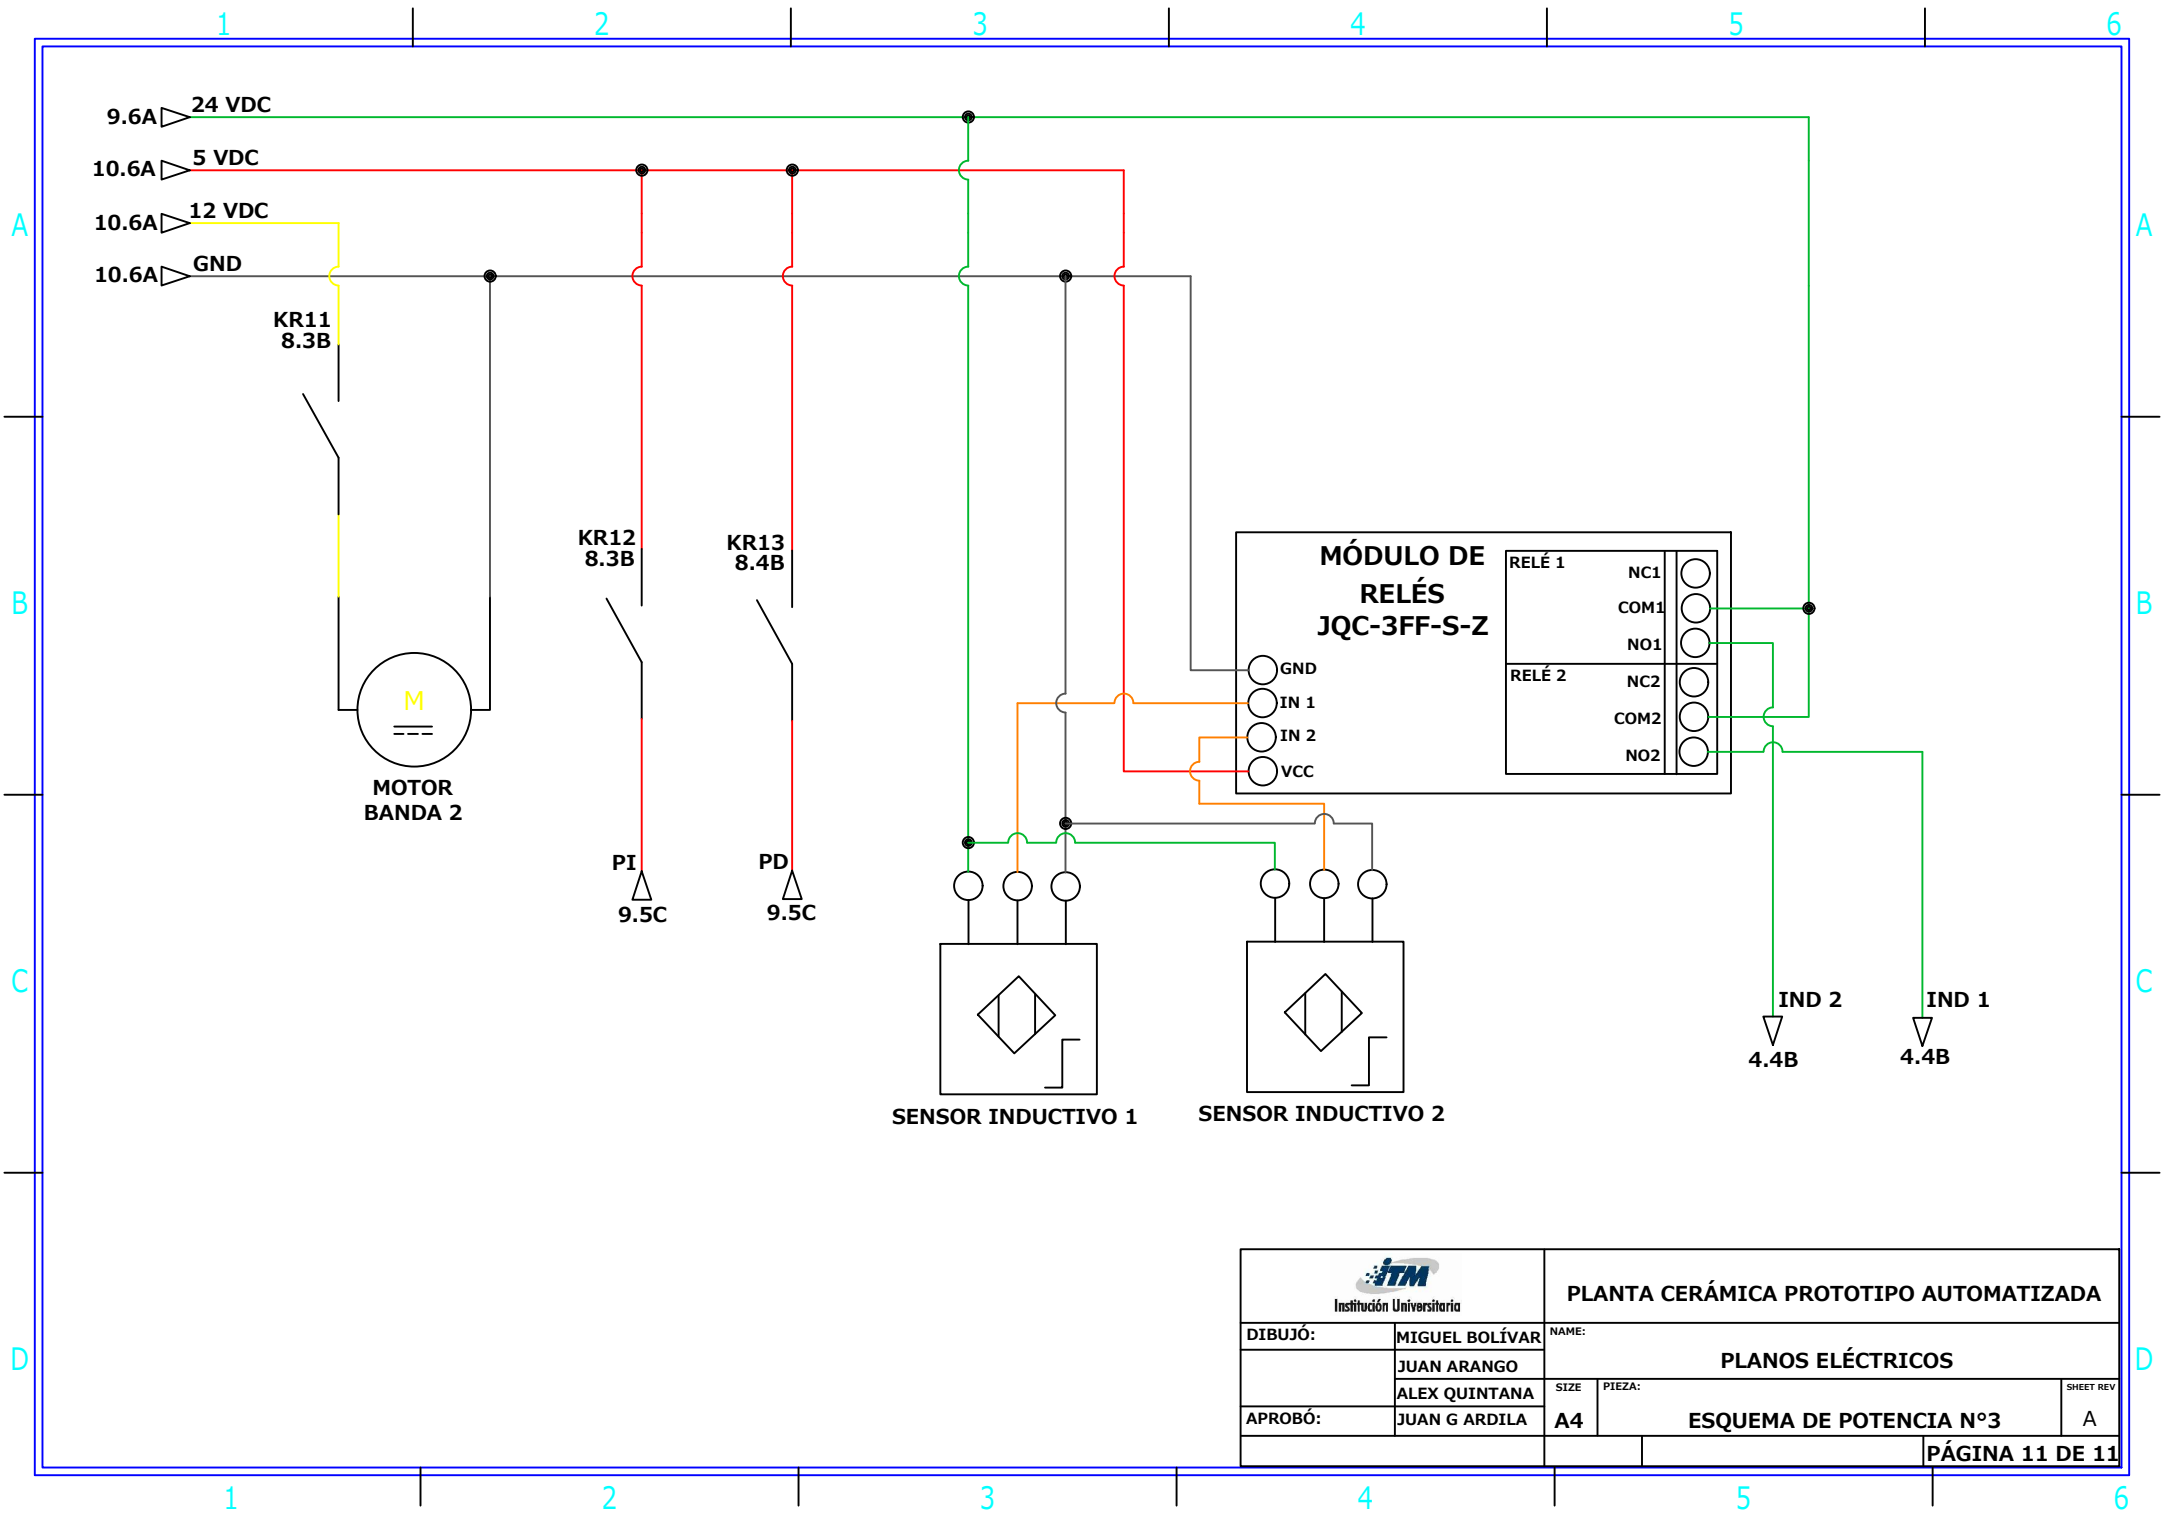 1 2 3 4 5 6
9.6A 24 VDC
10.6A 5 VDC
10.6A 12 VDC
10.6A GND
A A
KR11
8.3B
KR12
8.3B
KR13
8.4B
B B
MÓDULO DE
RELÉS
JQC-3FF-S-Z
RELÉ 1
NC1
COM1
NO1
RELÉ 2
NC2
COM2
NO2
GND
IN 1
IN 2
VCC
M
MOTOR
BANDA 2
PI
9.5C
PD
9.5C
C C
IND 2
4.4B
IND 1
4.4B
SENSOR INDUCTIVO 1
SENSOR INDUCTIVO 2
iTM
Institución Universitaria
PLANTA CERÁMICA PROTOTIPO AUTOMATIZADA
DIBUJÓ:
MIGUEL BOLÍVAR
JUAN ARANGO
ALEX QUINTANA
APROBÓ:
JUAN G ARDILA
NAME:
PLANOS ELÉCTRICOS
SIZE
A4
PIEZA:
ESQUEMA DE POTENCIA N°3
SHEET REV
A
PÁGINA 11 DE 11
D D
1 2 3 4 5 6